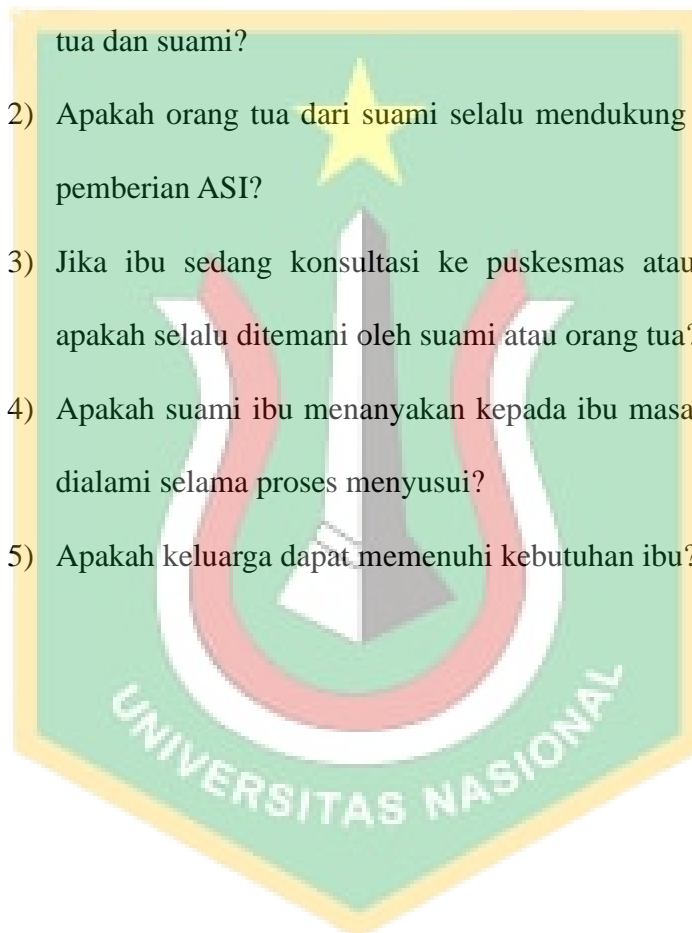 tua dan suami?
2) Apakah orang tua dari suami selalu mendukung
pemberian ASI?
3) Jika ibu sedang konsultasi ke puskesmas atau
apakah selalu ditemani oleh suami atau orang tua?
4) Apakah suami ibu menanyakan kepada ibu masa
dialami selama proses menyusui?
5) Apakah keluarga dapat memenuhi kebutuhan ibu?
UNIVERSITAS NASIONAL